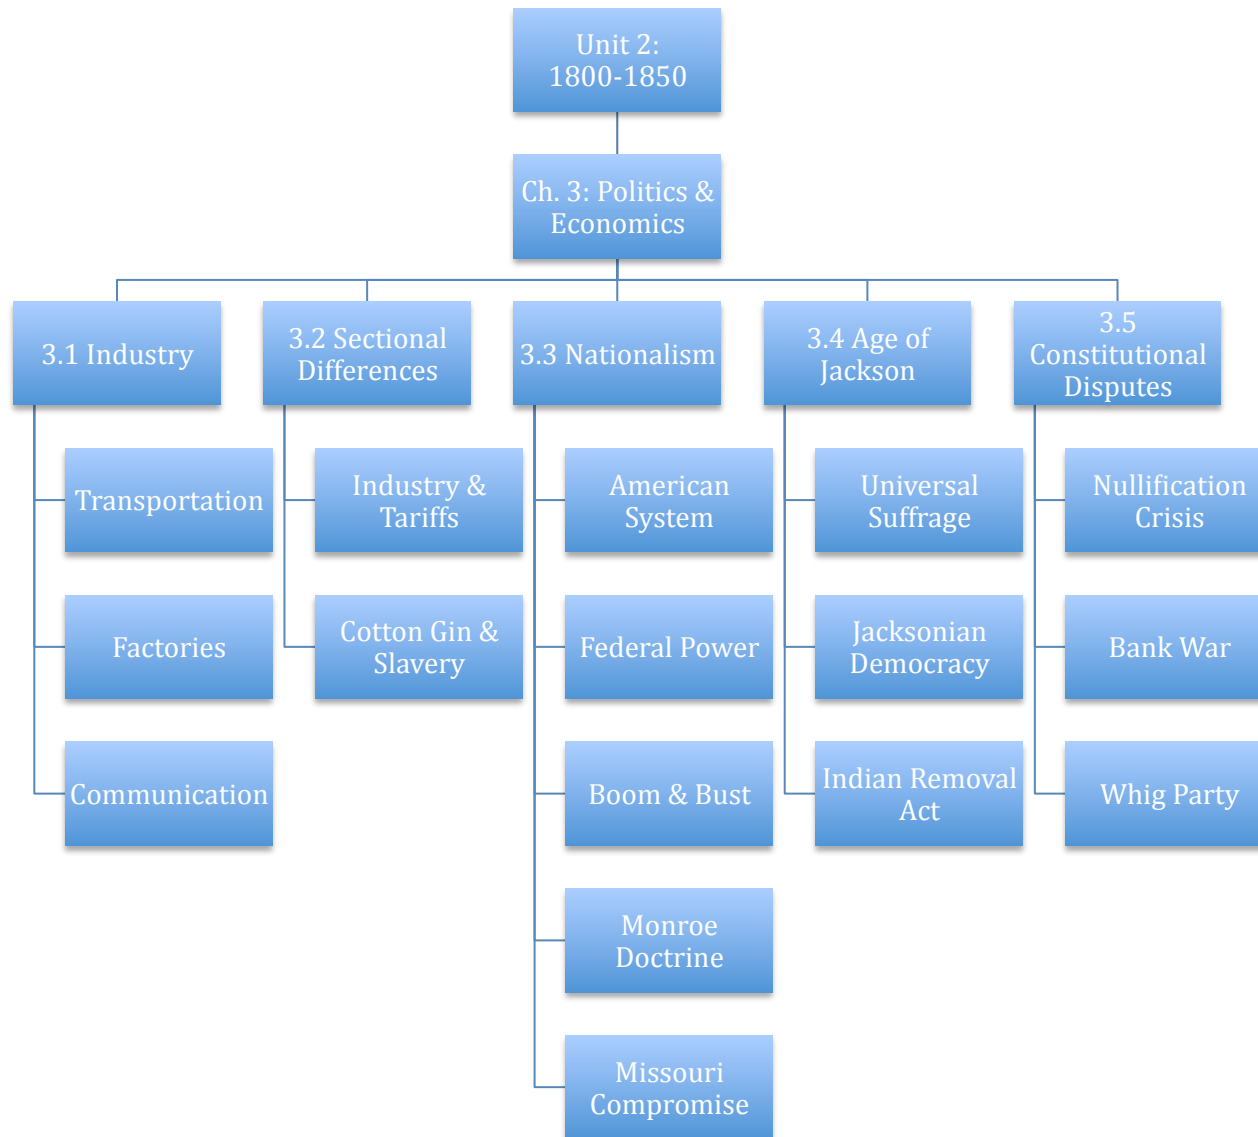 Unit 2:
1800-1850
Ch. 3: Politics &
Economics
3.1 Industry
3.2 Sectional
Differences
3.3 Nationalism
3.4 Age of
Jackson
3.5
Constitutional
Disputes
Transportation
Factories
Communication
Industry &
Tariffs
Cotton Gin &
Slavery
American
System
Federal Power
Boom & Bust
Monroe
Doctrine
Missouri
Compromise
Universal
Suffrage
Jacksonian
Democracy
Indian Removal
Act
Nullification
Crisis
Bank War
Whig Party